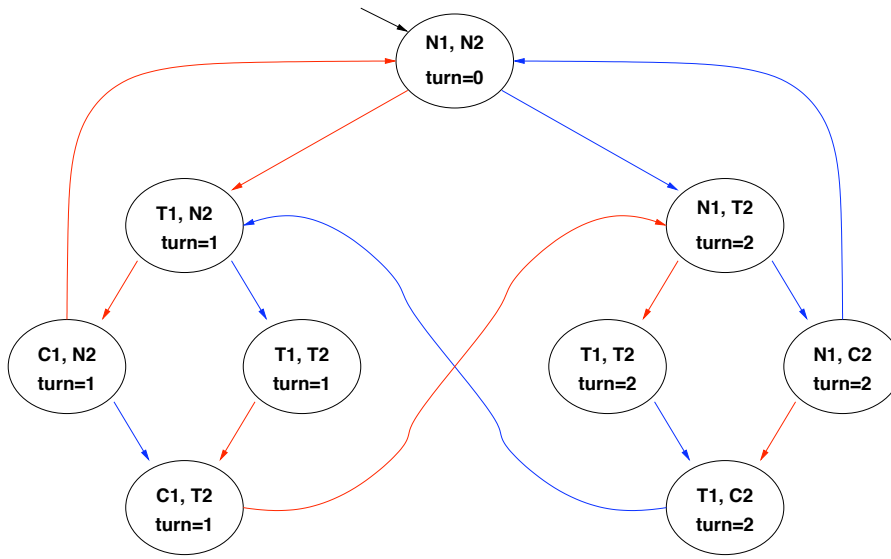 N1, N2
turn=0
T1, N2
turn=1
N1, T2
turn=2
C1, N2
turn=1
T1, T2
turn=1
T1, T2
turn=2
N1, C2
turn=2
C1, T2
turn=1
T1, C2
turn=2